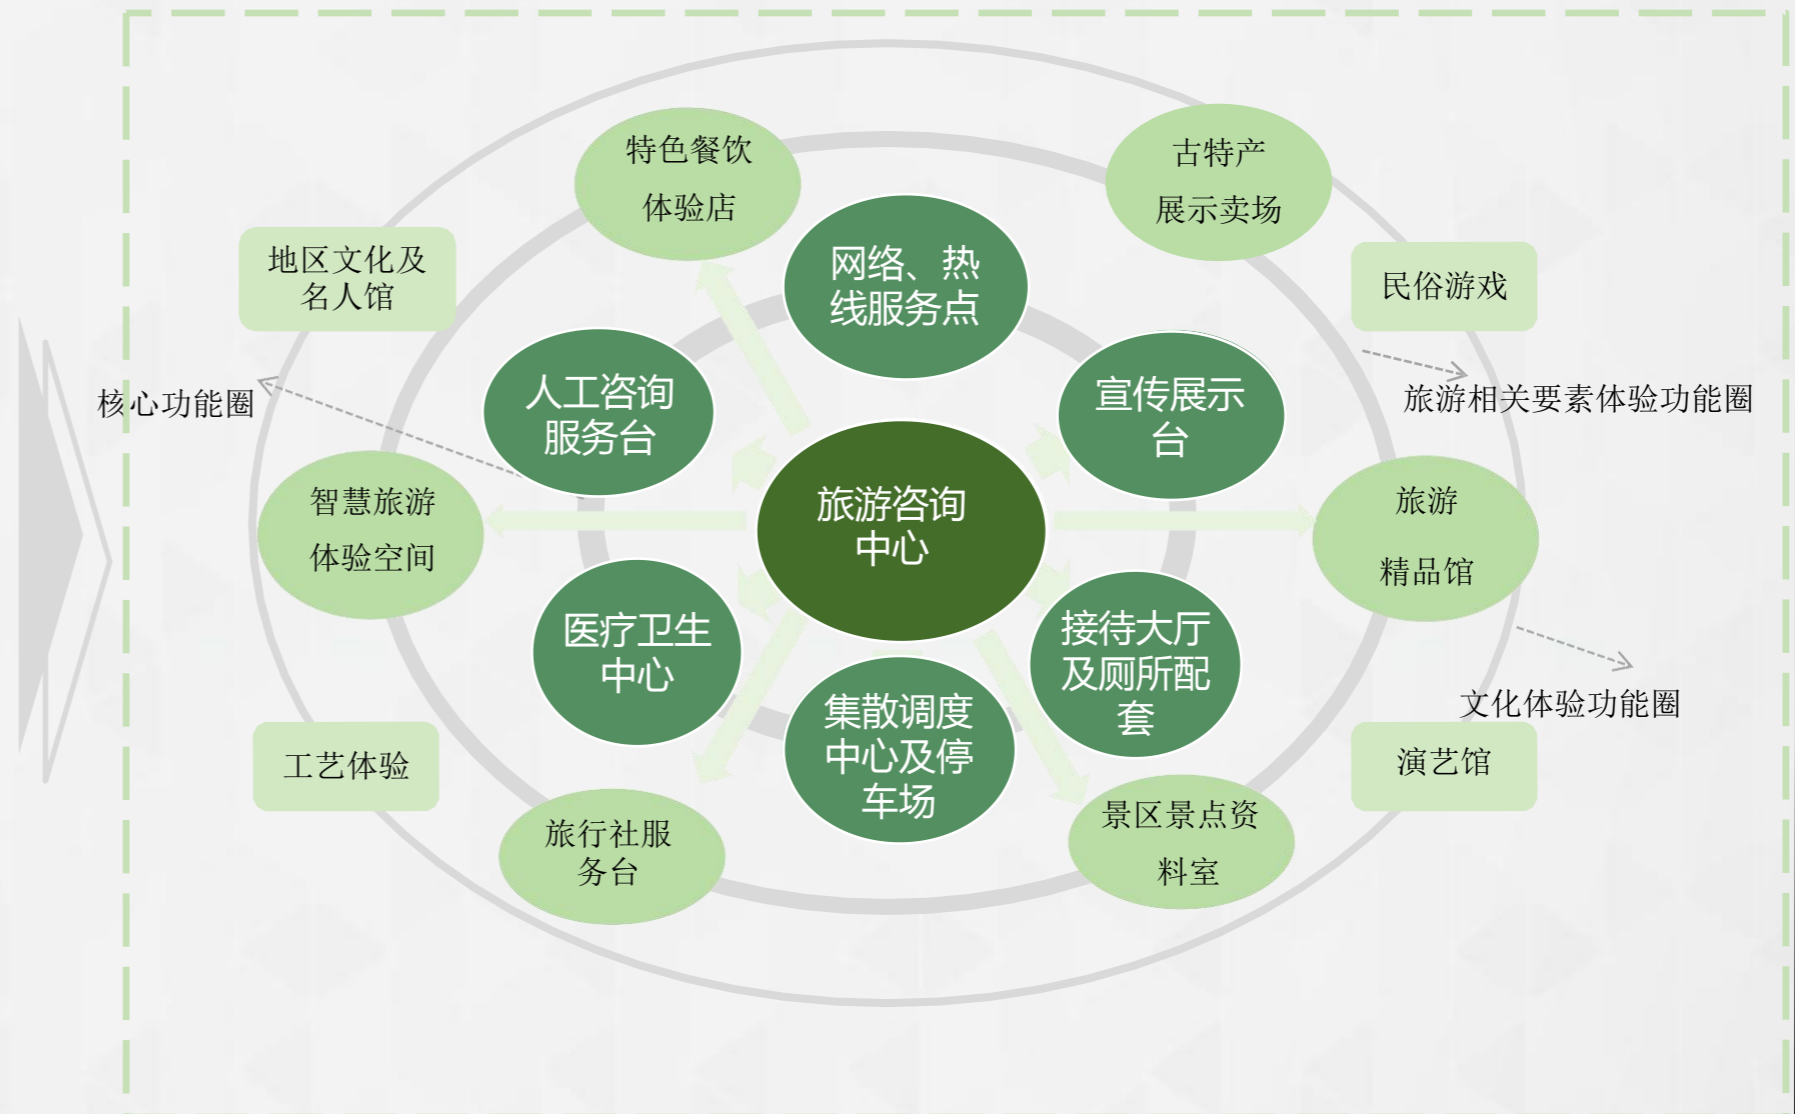 特色餐饮
体验店
古特产
展示卖场
网络、热
线服务点
地区文化及
名人馆
民俗游戏
人工咨询
服务台
宣传展示
台
核心功能圈
旅游相关要素体验功能圈
智慧旅游
体验空间
旅游咨询
中心
旅游
精品馆
医疗卫生
中心
接待大厅
及厕所配
套
集散调度
中心及停
车场
文化体验功能圈
工艺体验
演艺馆
旅行社服
务台
景区景点资
料室